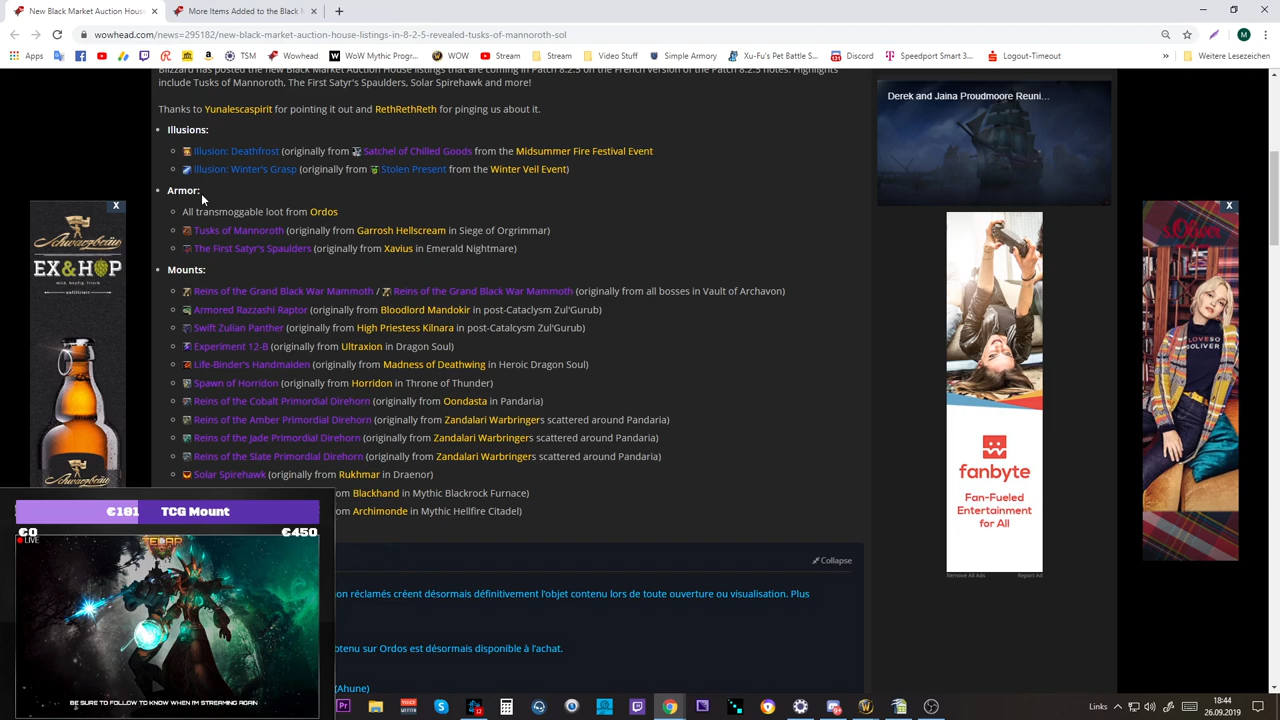 New Black Market Auction House ×
More Items Added to the Black M ×
+
wowhead.com/news=295182/new-black-market-auction-house-listings-in-8-2-5-revealed-tusks-of-mannoroth-sol
M
Apps
TSM
Wowhead
WoW Mythic Progr...
WOW
Stream
Stream
Video Stuff
Simple Armory
Xu-Fu's Pet Battle S...
Discord
Speedport Smart 3...
Logout-Timeout
»
Weitere Lesezeichen
Blizzard has posted the new Black Market Auction House listings that are coming in Patch 8.2.5 on the French version of the Patch 8.2.5 notes. Highlights
include Tusks of Mannoroth, The First Satyr's Spaulders, Solar Spirehawk and more!
Thanks to Yunalescaspirit for pointing it out and RethRethReth for pinging us about it.
Illusions:
Illusion: Deathfrost (originally from Satchel of Chilled Goods from the Midsummer Fire Festival Event
Illusion: Winter's Grasp (originally from Stolen Present from the Winter Veil Event)
Armor:
All transmoggable loot from Ordos
Tusks of Mannoroth (originally from Garrosh Hellscream in Siege of Orgrimmar)
The First Satyr's Spaulders (originally from Xavius in Emerald Nightmare)
Mounts:
Reins of the Grand Black War Mammoth / Reins of the Grand Black War Mammoth (originally from all bosses in Vault of Archavon)
Armored Razzashi Raptor (originally from Bloodlord Mandokir in post-Cataclysm Zul'Gurub)
Swift Zulian Panther (originally from High Priestess Kilnara in post-Catalcysm Zul'Gurub)
Experiment 12-B (originally from Ultraxion in Dragon Soul)
Life-Binder's Handmaiden (originally from Madness of Deathwing in Heroic Dragon Soul)
Spawn of Horridon (originally from Horridon in Throne of Thunder)
Reins of the Cobalt Primordial Direhorn (originally from Oondasta in Pandaria)
Reins of the Amber Primordial Direhorn (originally from Zandalari Warbringers scattered around Pandaria)
Reins of the Jade Primordial Direhorn (originally from Zandalari Warbringers scattered around Pandaria)
Reins of the Slate Primordial Direhorn (originally from Zandalari Warbringers scattered around Pandaria)
Solar Spirehawk (originally from Rukhmar in Draenor)
om Blackhand in Mythic Blackrock Furnace)
om Archimonde in Mythic Hellfire Citadel)
Collapse
on réclamés créent désormais définitivement l'objet contenu lors de toute ouverture ou visualisation. Plus
btenu sur Ordos est désormais disponible à l'achat.
(Ahune)
Derek and Jaina Proudmoore Reuni...
fanbyte
Fan-Fueled
Entertainment
for All
Remove All Ads
Report Ad
X
Schwarzbräu
EX&HOP
Schwarzbräu
X
s.Oliver
LOVE SO
SOLIVER
€181
TCG Mount
€0
€450
LIVE
BE SURE TO FOLLOW TO KNOW WHEN I'M STREAMING AGAIN
Pr
12
Links
18:44
26.09.2019